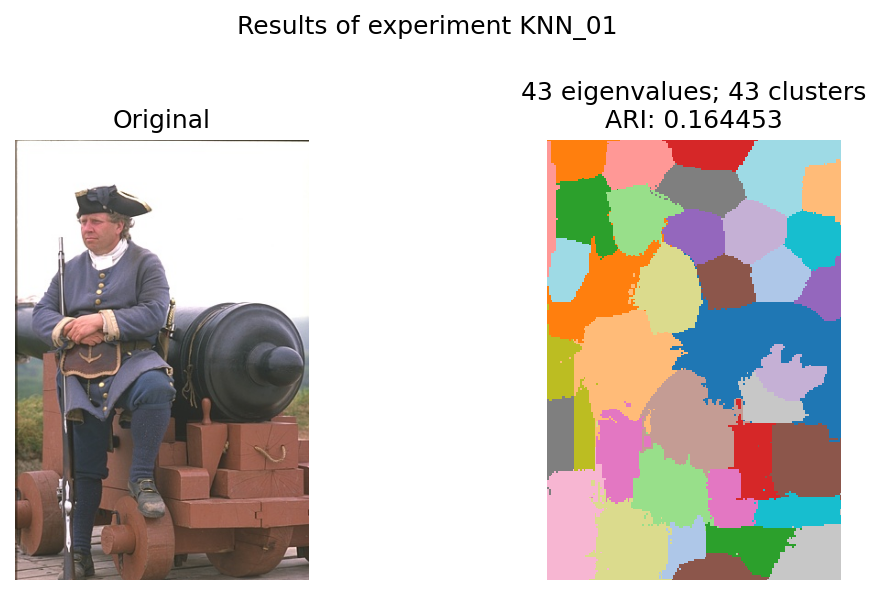 Results of experiment KNN_01
Original
43 eigenvalues; 43 clusters
ARI: 0.164453